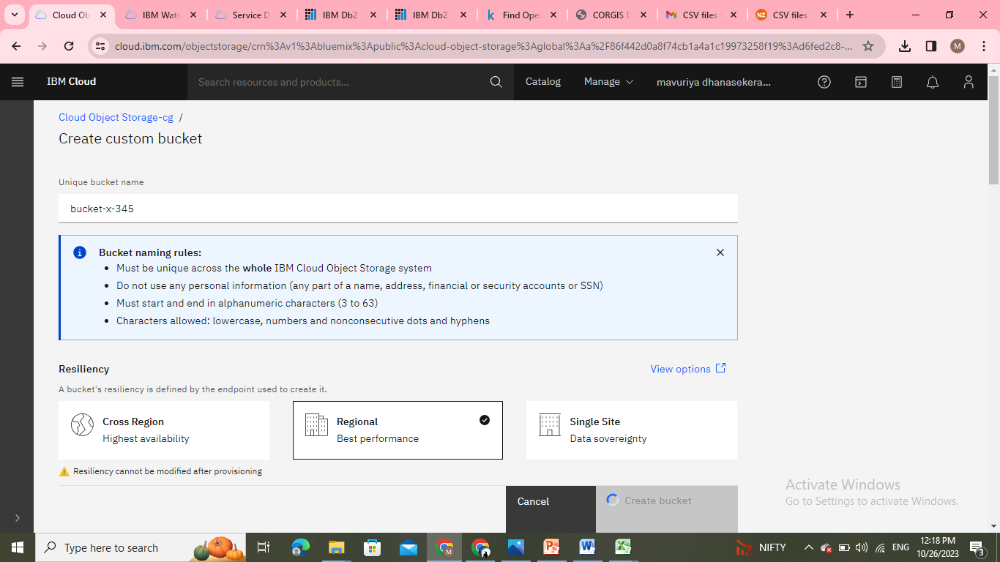 Cloud Ob
IBM Wats
Service D
IBM Db2
IBM Db2
Find Ope
CORGIS D
CSV files
CSV files
cloud.ibm.com/objectstorage/crn%3Av1%3Abluemix%3Apublic%3Acloud-object-storage%3Aglobal%3Aa%2F86f442d0a8f74cb1a4a1c19973258f19%3Ad6fed2c8-...
M
IBM Cloud
Search resources and products...
Catalog
Manage
mavuriya dhanasekera...
Cloud Object Storage-cg /
Create custom bucket
Unique bucket name
bucket-x-345
Bucket naming rules:
• Must be unique across the whole IBM Cloud Object Storage system
• Do not use any personal information (any part of a name, address, financial or security accounts or SSN)
• Must start and end in alphanumeric characters (3 to 63)
• Characters allowed: lowercase, numbers and nonconsecutive dots and hyphens
Resiliency
View options
A bucket's resiliency is defined by the endpoint used to create it.
Cross Region
Highest availability
Regional
Best performance
Single Site
Data sovereignty
Resiliency cannot be modified after provisioning
Cancel
Create bucket
Activate Windows
Go to Settings to activate Windows.
Type here to search
NIFTY
ENG
12:18 PM
10/26/2023
3